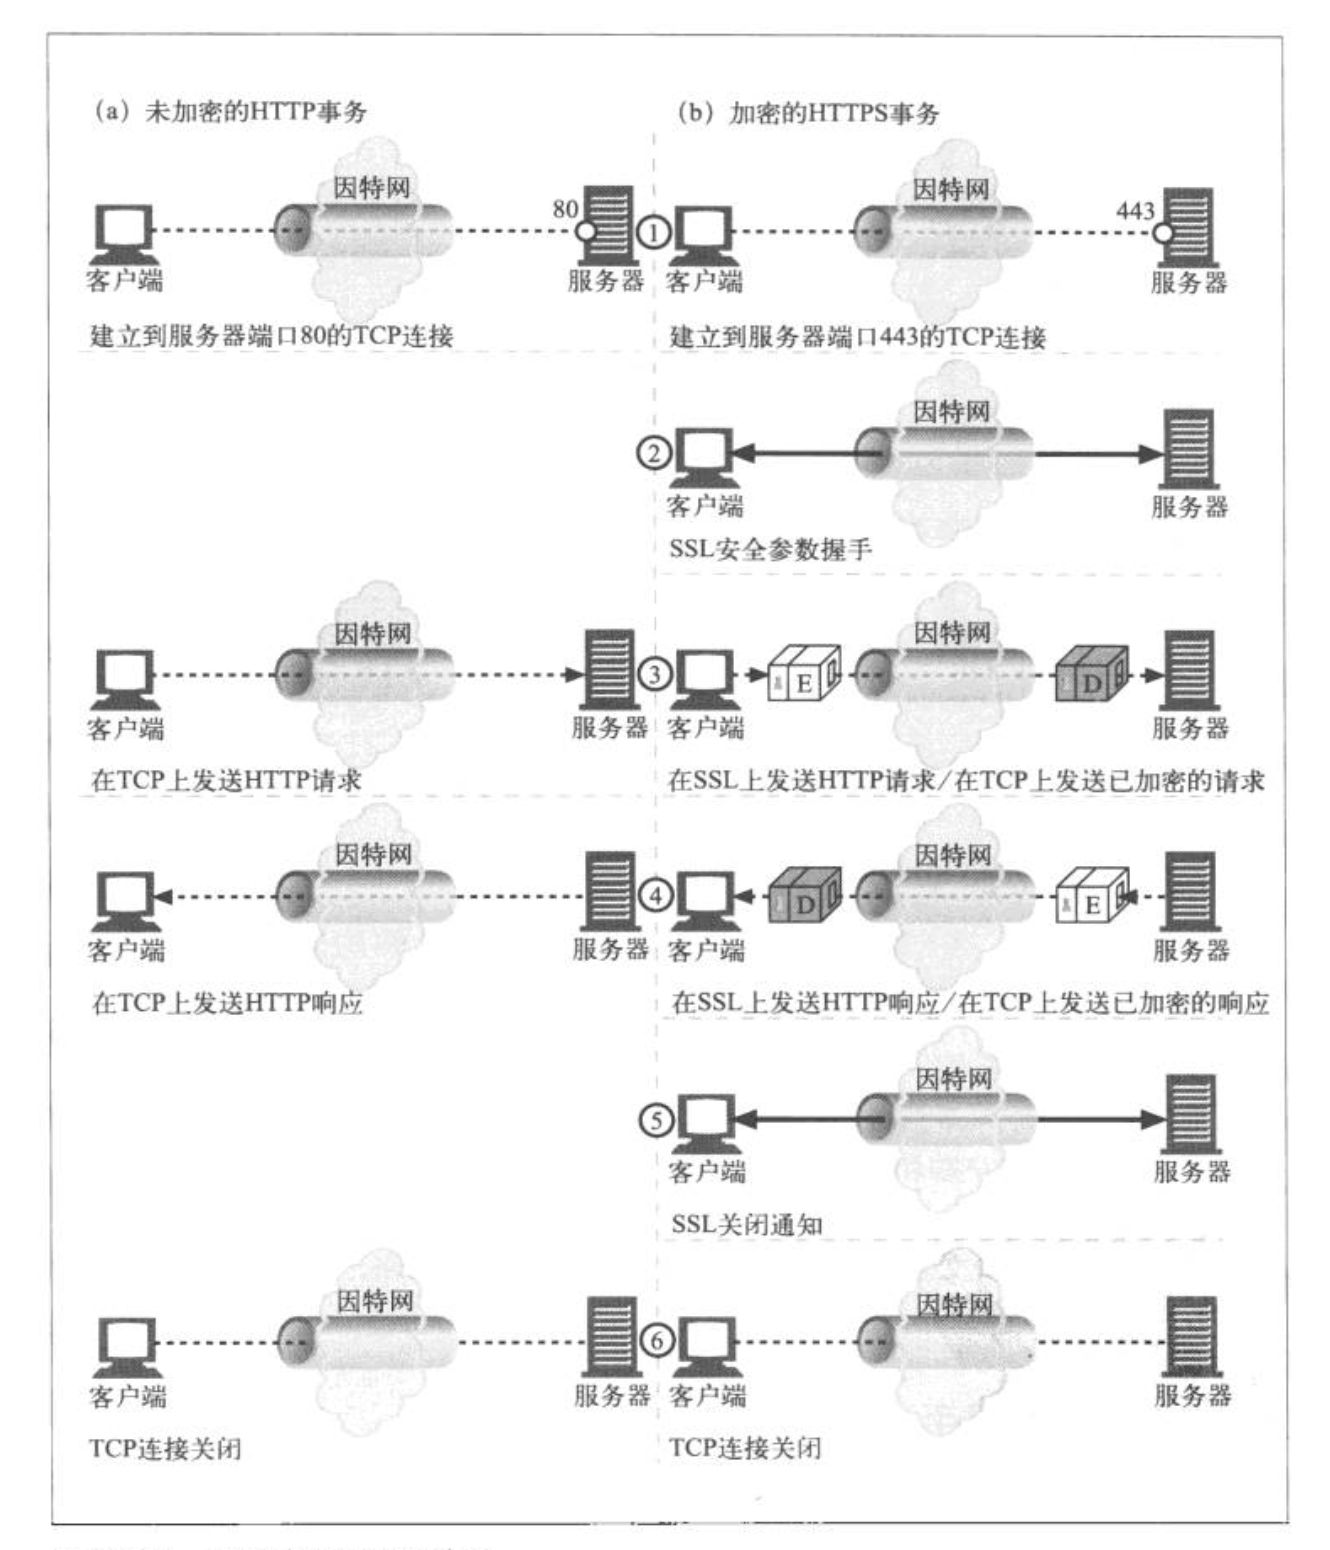 (a) 未加密的HTTP事务
(b) 加密的HTTPS事务
因特网
80
客户端
服务器
建立到服务器端口80的TCP连接
1
因特网
443
客户端
服务器
建立到服务器端口443的TCP连接
2
因特网
客户端
服务器
SSL安全参数握手
因特网
客户端
服务器
在TCP上发送HTTP请求
3
因特网
E
D
客户端
服务器
在SSL上发送HTTP请求/在TCP上发送已加密的请求
因特网
客户端
服务器
在TCP上发送HTTP响应
4
因特网
D
E
客户端
服务器
在SSL上发送HTTP响应/在TCP上发送已加密的响应
5
因特网
客户端
服务器
SSL关闭通知
因特网
客户端
服务器
TCP连接关闭
6
因特网
客户端
服务器
TCP连接关闭